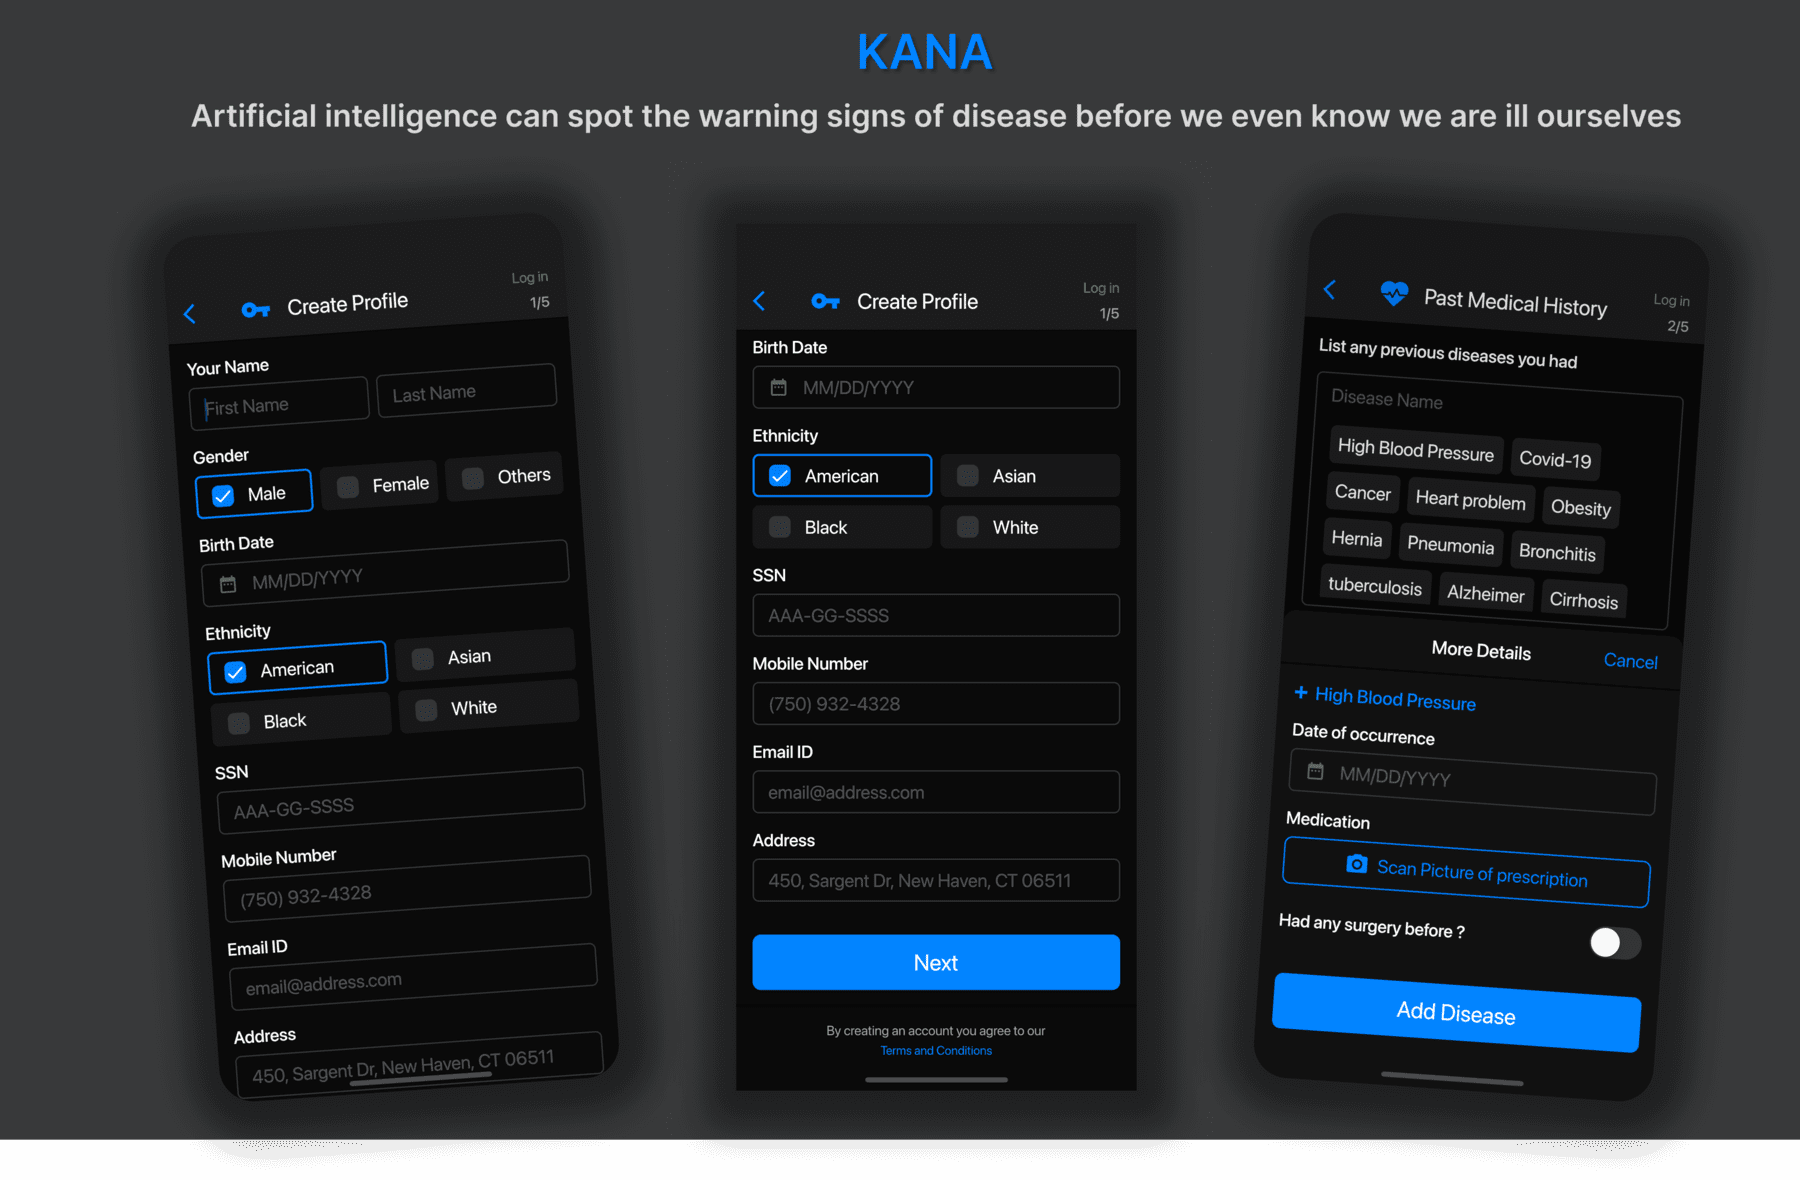 KANA
Artificial intelligence can spot the warning signs of disease before we even know we are ill ourselves
Log in
Create Profile
1/5
Your Name
First Name
Last Name
Gender
Male
Female
Others
Birth Date
MM/DD/YYYY
Ethnicity
American
Asian
Black
White
SSN
AAA-GG-SSSS
Mobile Number
(750) 932-4328
Email ID
email@address.com
Address
450, Sargent Dr, New Haven, CT 06511
Log in
Create Profile
1/5
Birth Date
MM/DD/YYYY
Ethnicity
American
Asian
Black
White
SSN
AAA-GG-SSSS
Mobile Number
(750) 932-4328
Email ID
email@address.com
Address
450, Sargent Dr, New Haven, CT 06511
Next
By creating an account you agree to our
Terms and Conditions
Past Medical History
Log in
2/5
List any previous diseases you had
Disease Name
High Blood Pressure
Covid-19
Cancer
Heart problem
Obesity
Hernia
Pneumonia
Bronchitis
tuberculosis
Alzheimer
Cirrhosis
More Details
Cancel
+ High Blood Pressure
Date of occurrence
MM/DD/YYYY
Medication
Scan Picture of prescription
Had any surgery before ?
Add Disease